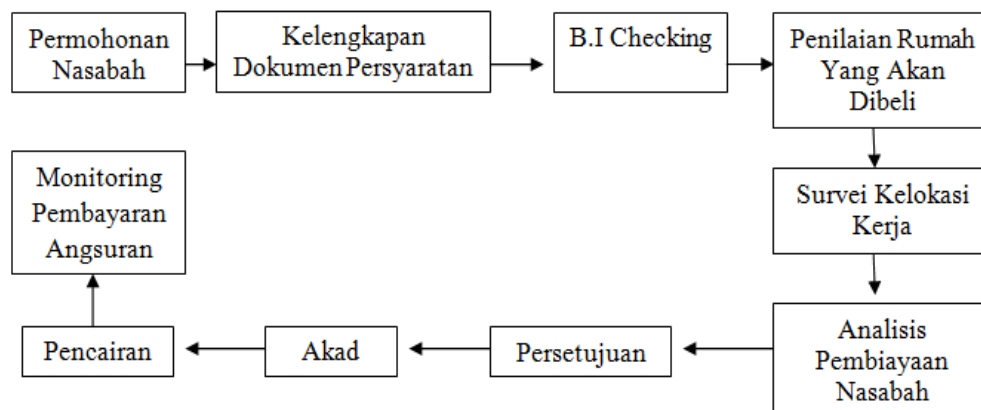 Permohonan
Nasabah
Kelengkapan
Dokumen Persyaratan
B.I Checking
Penilaian Rumah
Yang Akan
Dibeli
Survei Kelokasi
Kerja
Analisis
Pembiayaan
Nasabah
Persetujuan
Akad
Pencairan
Monitoring
Pembayaran
Angsuran